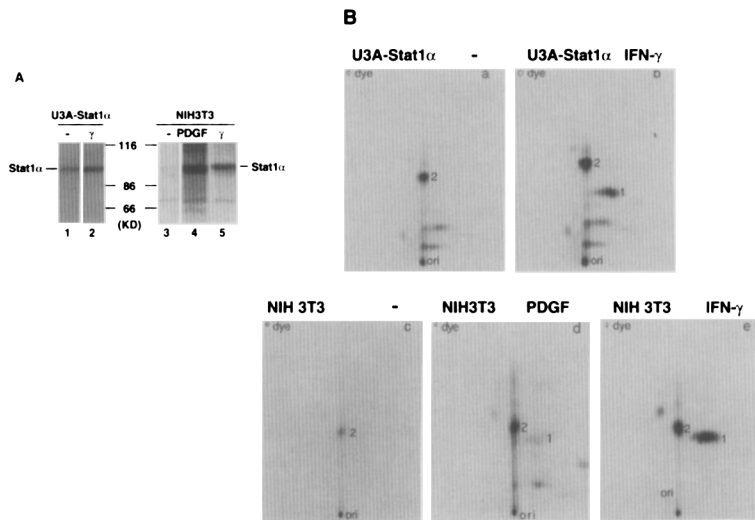 B
U3A-Stat1α -
U3A-Stat1α IFN-γ
A
dye a
dye b
U3A-Stat1α
NIH3T3
- γ
- PDGF γ
116
Stat1α
Stat1α
2
2
1
86
66
(KD)
1 2 3 4 5
ori
ori
NIH 3T3 -
NIH3T3 PDGF
NIH 3T3 IFN-γ
dye c
dye d
dye e
2
2 1
2 1
ori
ori
ori